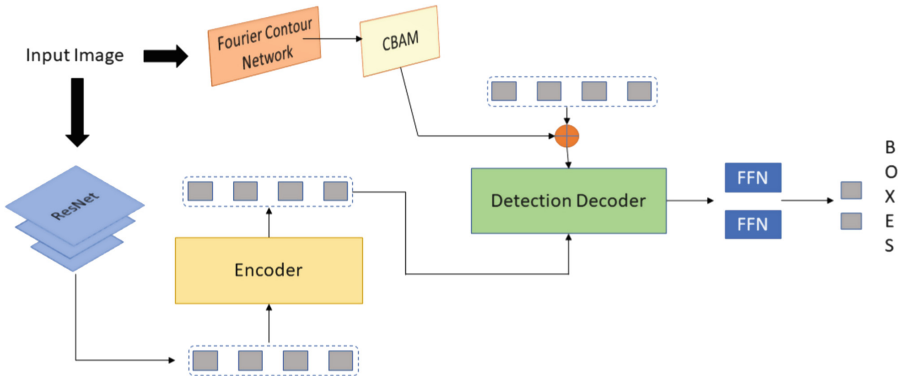 Input Image
Fourier Contour
Network
CBAM
ResNet
Encoder
Detection Decoder
FFN
FFN
B
O
X
E
S